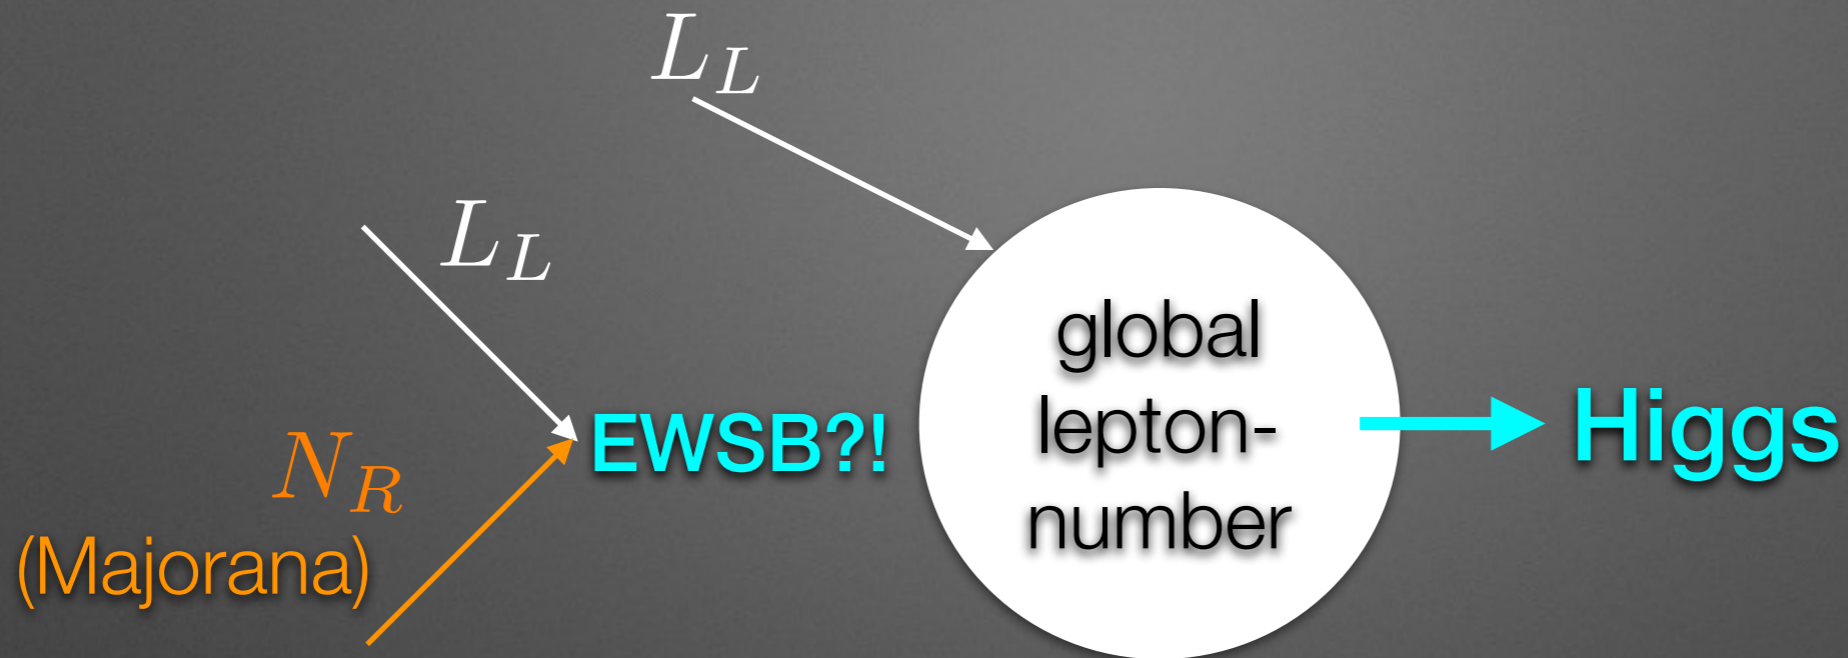 L_L
L_L
N_R
(Majorana)
EWSB?!
global
lepton-
number
Higgs